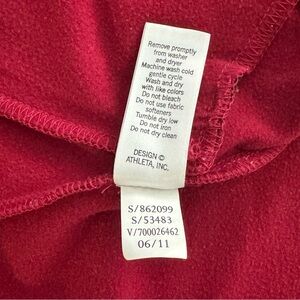 Remove promptly
from washer
and dryer
Machine wash cold
gentle cycle
Wash and dry
with like colors
Do not bleach
Do not use fabric
softeners
Tumble dry low
Do not iron
Do not dry clean
DESIGN ©
ATHLETA, INC.
S/862099
S/53483
V/700026462
06/11